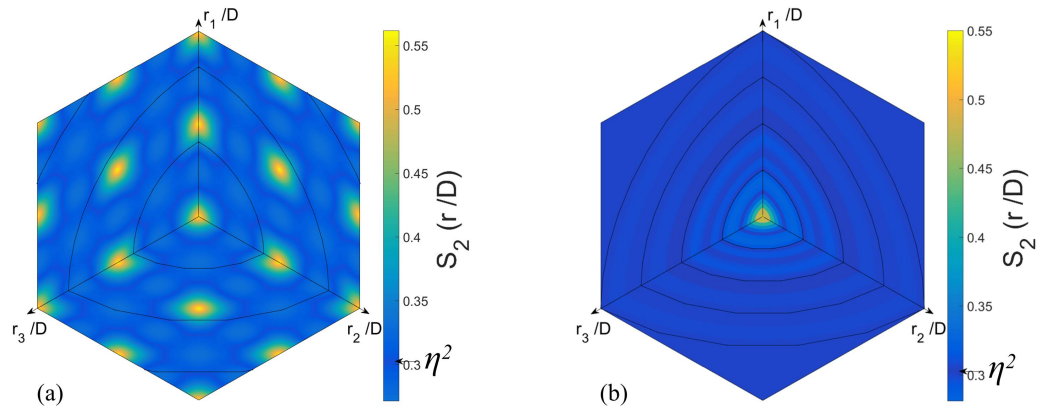 r₁ /D
0.55
0.5
0.45
0.4
0.35
0.3
η²
S₂ (r /D)
r₃ /D
r₂ /D
(a)
r₁ /D
0.55
0.5
0.45
0.4
0.35
0.3
η²
S₂ (r /D)
r₃ /D
r₂ /D
(b)